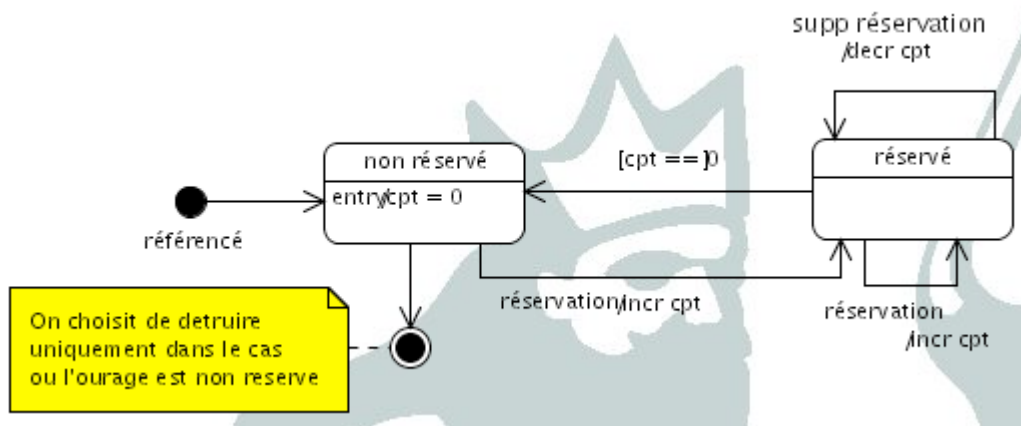 supp réservation
/decr cpt
non réservé
[cpt ==]0
réservé
entry/cpt = 0
référencé
réservation/incr cpt
réservation
/incr cpt
On choisit de detruire
uniquement dans le cas
ou l'ourage est non reserve